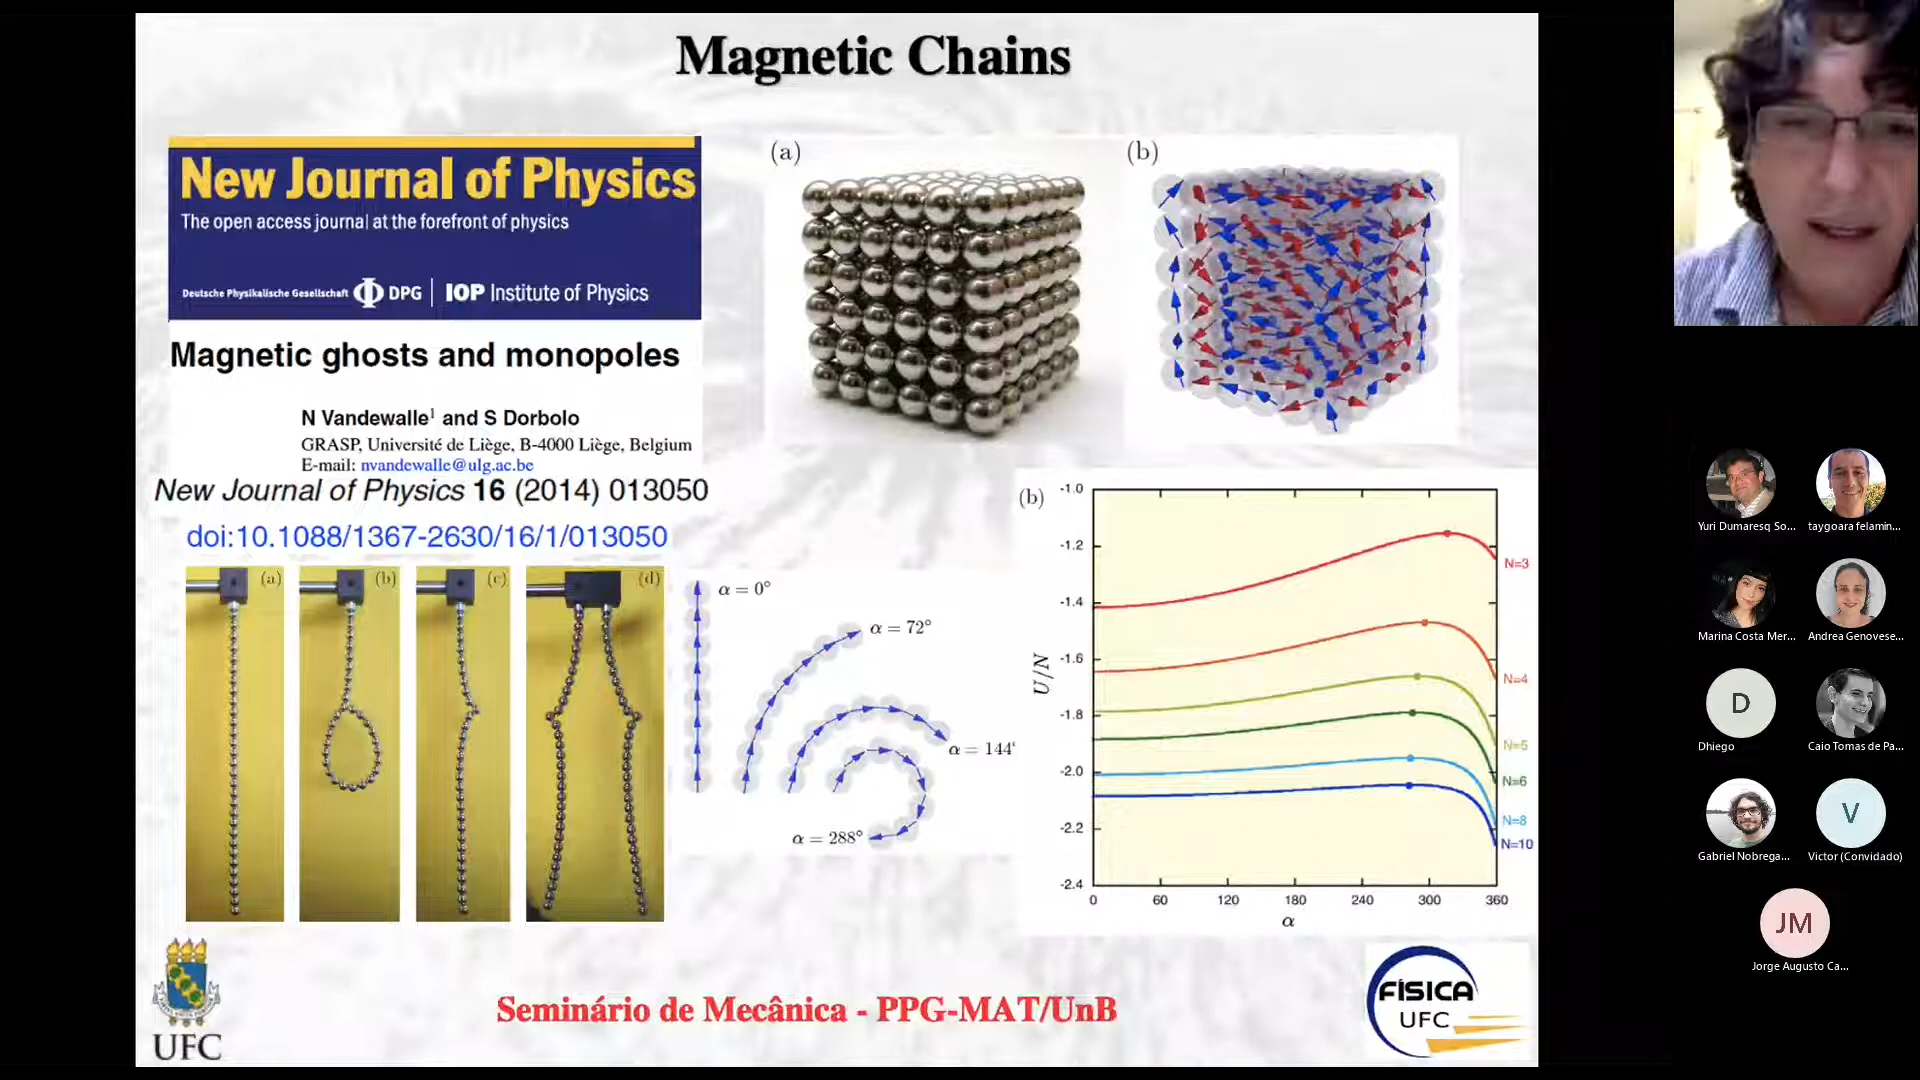 Magnetic Chains
New Journal of Physics
The open access journal at the forefront of physics
Deutsche Physikalische Gesellschaft DPG | IOP Institute of Physics
Magnetic ghosts and monopoles
N Vandewalle¹ and S Dorbolo
GRASP, Université de Liège, B-4000 Liège, Belgium
E-mail: nvandewalle@ulg.ac.be
New Journal of Physics 16 (2014) 013050
doi:10.1088/1367-2630/16/1/013050
(a)
(b)
(a)
(b)
(c)
(d)
α = 0°
α = 72°
α = 144°
α = 288°
(b)
-1.0
-1.2
-1.4
-1.6
-1.8
-2.0
-2.2
-2.4
U/N
0 60 120 180 240 300 360
α
N=3
N=4
N=5
N=6
N=8
N=10
UFC
Seminário de Mecânica - PPG-MAT/UnB
FÍSICA
UFC
Yuri Dumaresq So...
taygoara felamin...
Marina Costa Mer...
Andrea Genovese...
D
Dhiego
Caio Tomas de Pa...
Gabriel Nobrega...
V
Victor (Convidado)
JM
Jorge Augusto Ca...